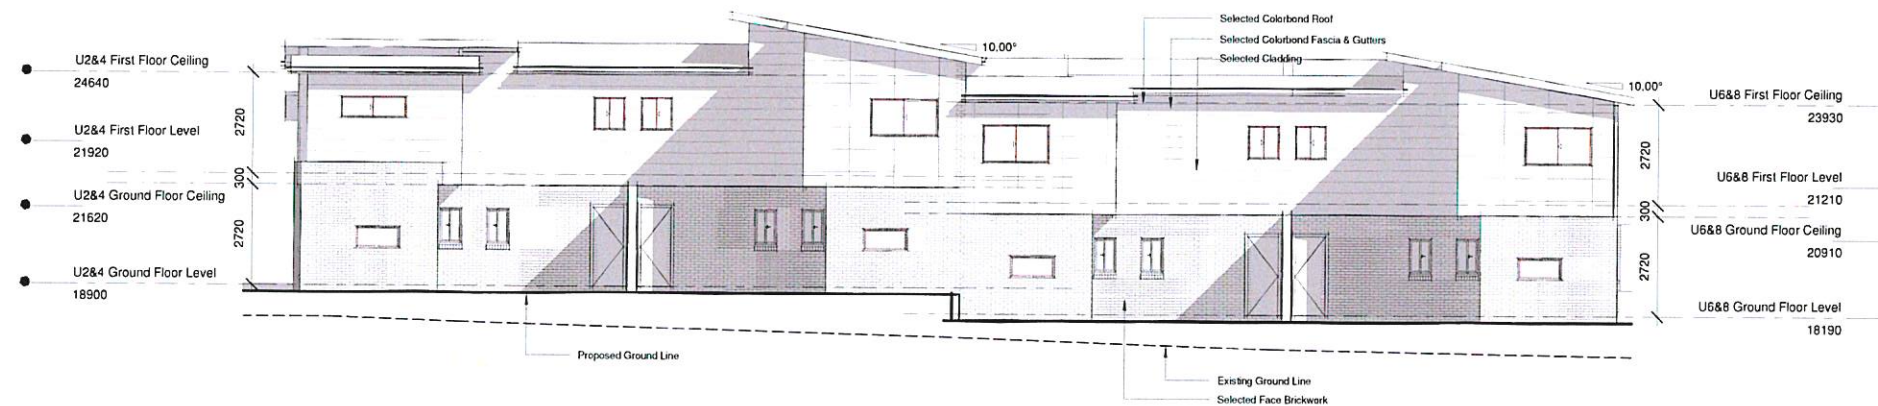 U2&4 First Floor Ceiling
24640
U2&4 First Floor Level
21920
U2&4 Ground Floor Ceiling
21620
U2&4 Ground Floor Level
18900
2720
300
2720
10.00°
Selected Colorbond Roof
Selected Colorbond Fascia & Gutters
Selected Cladding
10.00°
2720
300
2720
U6&8 First Floor Ceiling
23930
U6&8 First Floor Level
21210
U6&8 Ground Floor Ceiling
20910
U6&8 Ground Floor Level
18190
Proposed Ground Line
Existing Ground Line
Selected Face Brickwork